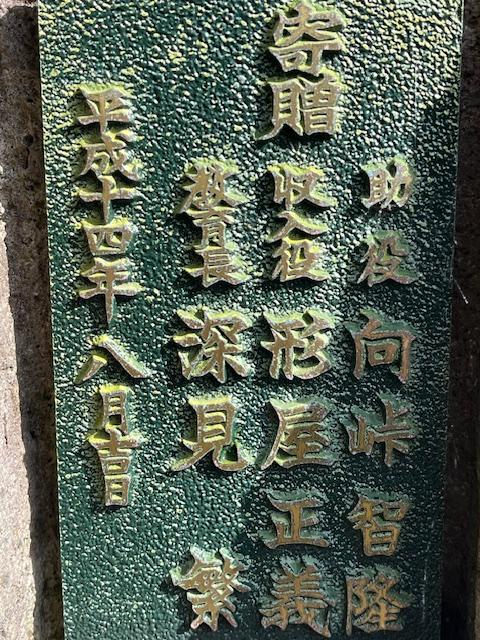 寄贈
助役 向峠智隆
収入役 形屋正義
教育長 深見 繁
平成十四年八月吉日